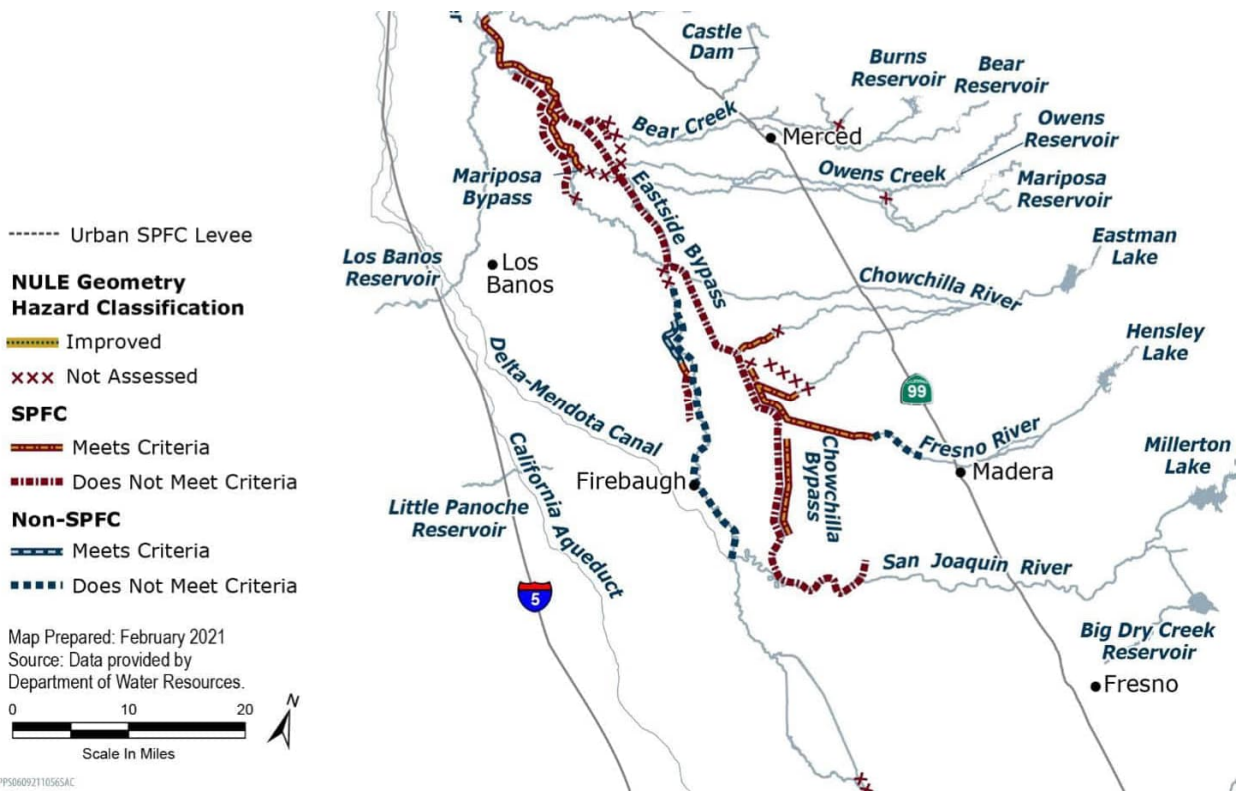 Castle
Dam
Burns
Reservoir
Bear
Reservoir
Owens
Reservoir
Bear Creek
Merced
Owens Creek
Mariposa
Reservoir
Mariposa
Bypass
Eastside Bypass
Eastman
Lake
Los Banos
Reservoir
Los
Banos
Chowchilla River
Hensley
Lake
Delta-Mendota Canal
99
Fresno River
Millerton
Lake
California Aqueduct
Firebaugh
Chowchilla
Bypass
Madera
Little Panoche
Reservoir
San Joaquin River
5
Big Dry Creek
Reservoir
Fresno
Urban SPFC Levee
NULE Geometry
Hazard Classification
Improved
Not Assessed
SPFC
Meets Criteria
Does Not Meet Criteria
Non-SPFC
Meets Criteria
Does Not Meet Criteria
Map Prepared: February 2021
Source: Data provided by
Department of Water Resources.
0 10 20
Scale In Miles
N